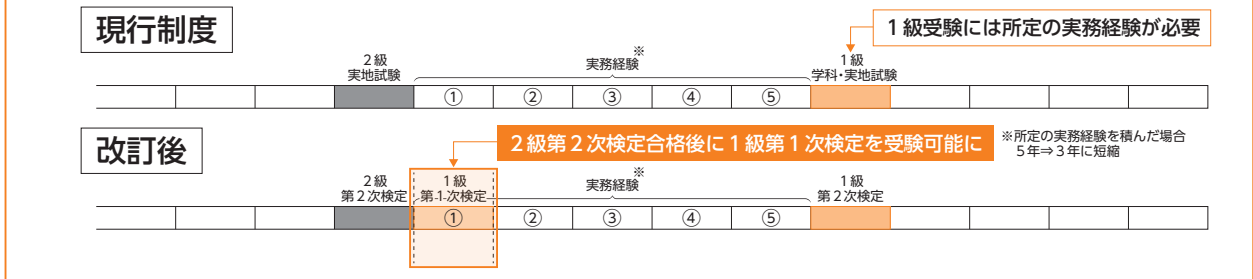 現行制度
1級受験には所定の実務経験が必要
2級
実地試験
※
実務経験
1級
学科・実地試験
① ② ③ ④ ⑤
改訂後
2級第2次検定合格後に1級第1次検定を受験可能に
※所定の実務経験を積んだ場合
5年⇒3年に短縮
2級
第2次検定
1級
第1次検定
※
実務経験
1級
第2次検定
① ② ③ ④ ⑤